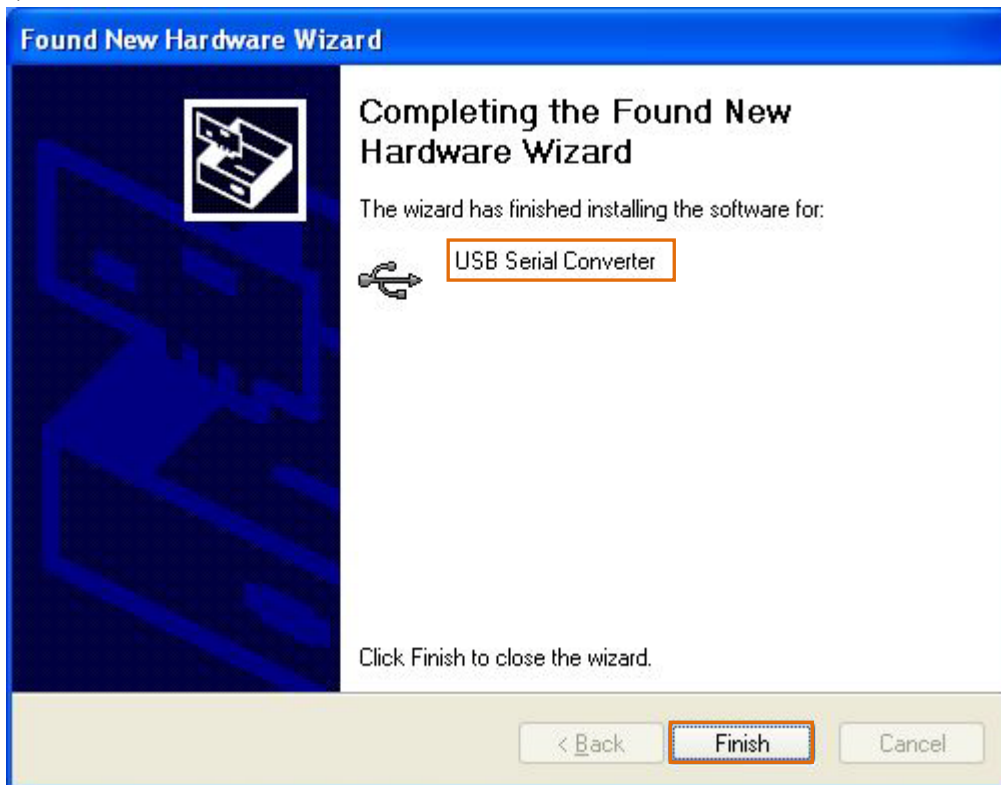 Found New Hardware Wizard
Completing the Found New
Hardware Wizard
The wizard has finished installing the software for:
USB Serial Converter
Click Finish to close the wizard.
< Back Finish Cancel